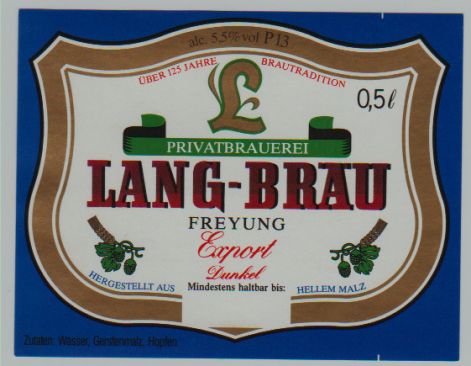 alc. 5,5% vol P13
ÜBER 125 JAHRE BRAUTRADITION
L
0,5 ℓ
PRIVATBRAUEREI
LANG-BRÄU
FREYUNG
Export
Dunkel
HERGESTELLT AUS Mindestens haltbar bis: HELLEM MALZ
Zutaten: Wasser, Gerstenmalz, Hopfen